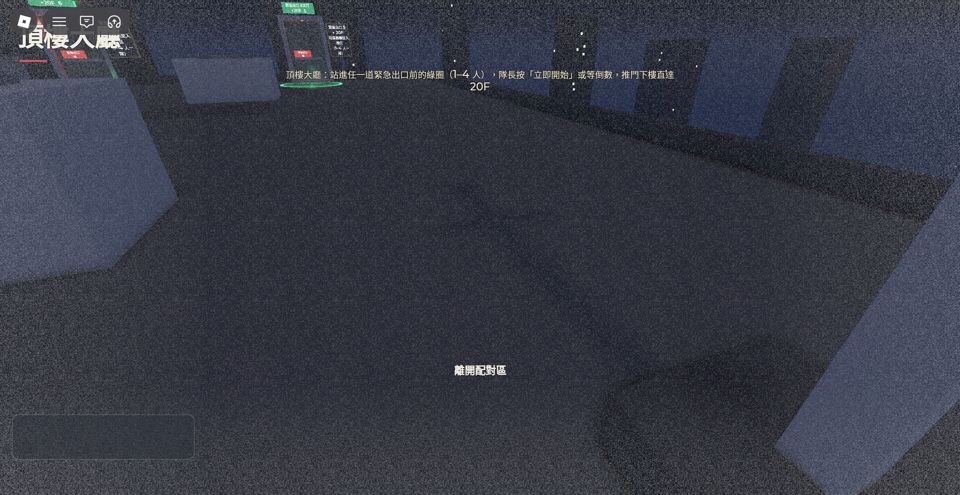 頂樓大廳
頂樓大廳：站進任一道緊急出口前的綠圈（1–4 人），隊長按「立即開始」或等倒數，推門下樓直達
20F
離開配對區